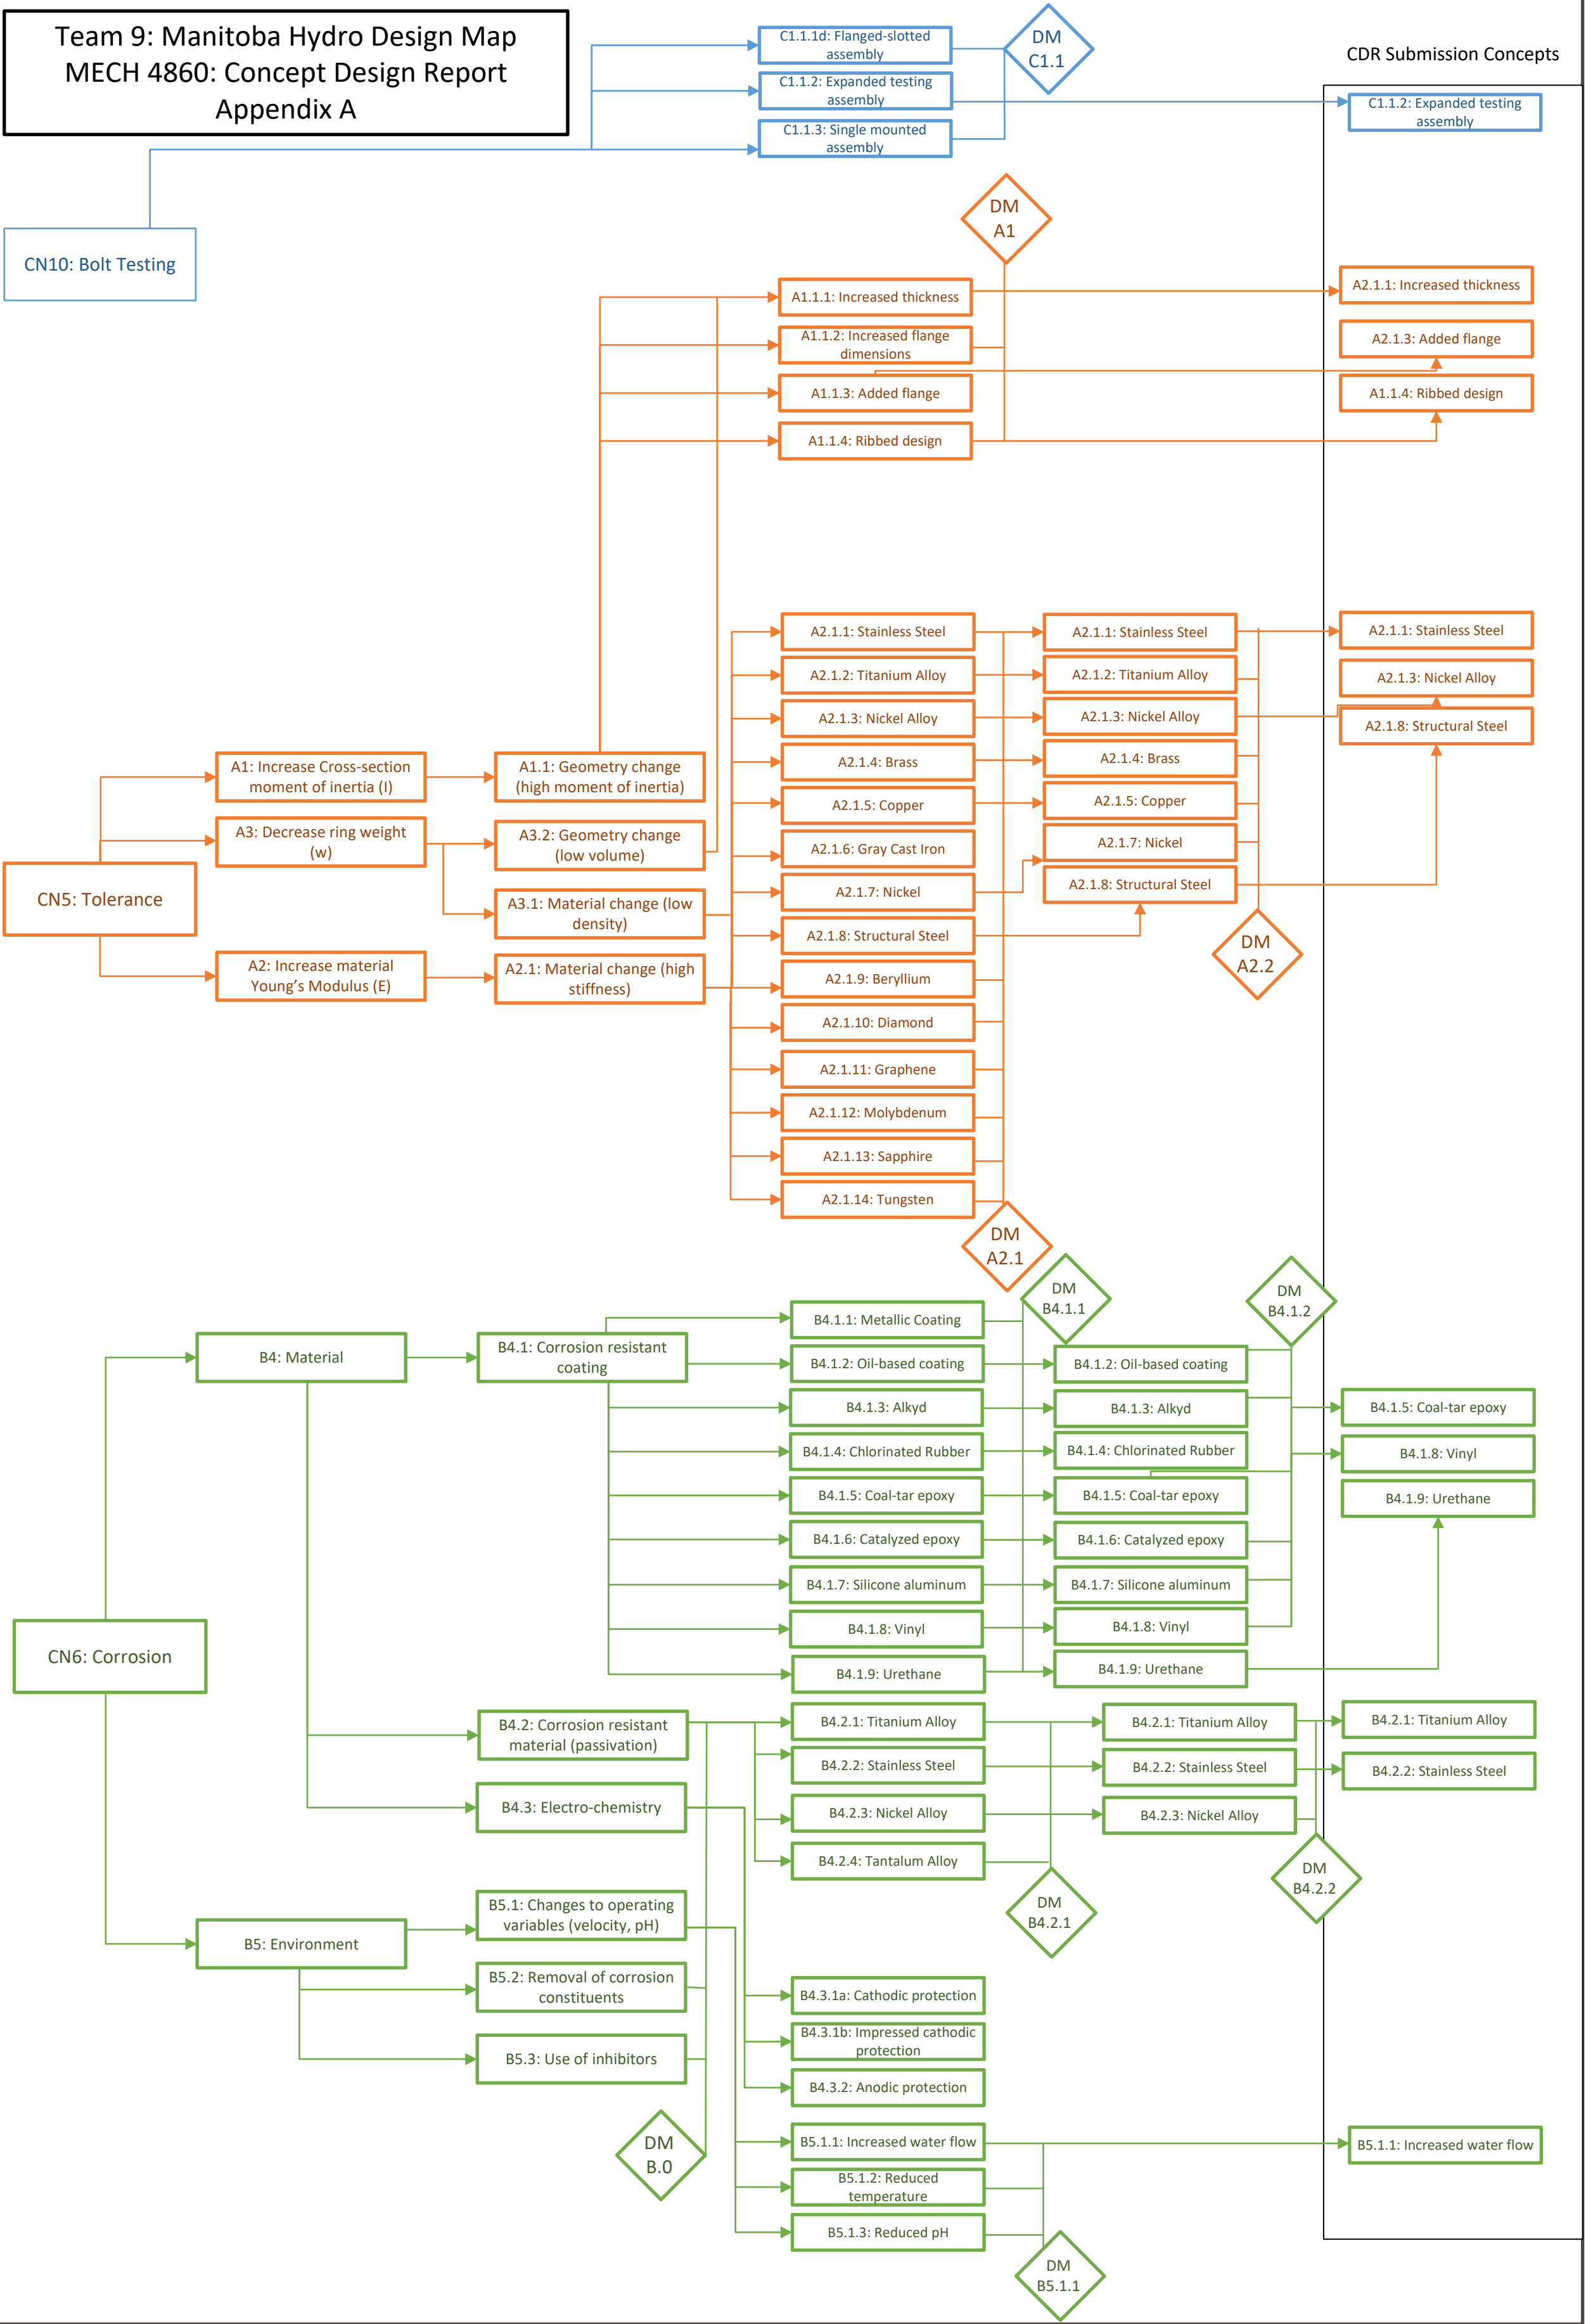 Team 9: Manitoba Hydro Design Map
MECH 4860: Concept Design Report
Appendix A
CDR Submission Concepts
C1.1.1d: Flanged-slotted
assembly
C1.1.2: Expanded testing
assembly
C1.1.3: Single mounted
assembly
DM
C1.1
C1.1.2: Expanded testing
assembly
CN10: Bolt Testing
DM
A1
A1.1.1: Increased thickness
A1.1.2: Increased flange
dimensions
A1.1.3: Added flange
A1.1.4: Ribbed design
A2.1.1: Increased thickness
A2.1.3: Added flange
A1.1.4: Ribbed design
CN5: Tolerance
A1: Increase Cross-section
moment of inertia (I)
A3: Decrease ring weight
(w)
A2: Increase material
Young’s Modulus (E)
A1.1: Geometry change
(high moment of inertia)
A3.2: Geometry change
(low volume)
A3.1: Material change (low
density)
A2.1: Material change (high
stiffness)
A2.1.1: Stainless Steel
A2.1.2: Titanium Alloy
A2.1.3: Nickel Alloy
A2.1.4: Brass
A2.1.5: Copper
A2.1.6: Gray Cast Iron
A2.1.7: Nickel
A2.1.8: Structural Steel
A2.1.9: Beryllium
A2.1.10: Diamond
A2.1.11: Graphene
A2.1.12: Molybdenum
A2.1.13: Sapphire
A2.1.14: Tungsten
DM
A2.1
A2.1.1: Stainless Steel
A2.1.2: Titanium Alloy
A2.1.3: Nickel Alloy
A2.1.4: Brass
A2.1.5: Copper
A2.1.7: Nickel
A2.1.8: Structural Steel
DM
A2.2
A2.1.1: Stainless Steel
A2.1.3: Nickel Alloy
A2.1.8: Structural Steel
CN6: Corrosion
B4: Material
B5: Environment
B4.1: Corrosion resistant
coating
B4.2: Corrosion resistant
material (passivation)
B4.3: Electro-chemistry
B5.1: Changes to operating
variables (velocity, pH)
B5.2: Removal of corrosion
constituents
B5.3: Use of inhibitors
DM
B.0
B4.1.1: Metallic Coating
B4.1.2: Oil-based coating
B4.1.3: Alkyd
B4.1.4: Chlorinated Rubber
B4.1.5: Coal-tar epoxy
B4.1.6: Catalyzed epoxy
B4.1.7: Silicone aluminum
B4.1.8: Vinyl
B4.1.9: Urethane
DM
B4.1.1
B4.1.2: Oil-based coating
B4.1.3: Alkyd
B4.1.4: Chlorinated Rubber
B4.1.5: Coal-tar epoxy
B4.1.6: Catalyzed epoxy
B4.1.7: Silicone aluminum
B4.1.8: Vinyl
B4.1.9: Urethane
DM
B4.1.2
B4.1.5: Coal-tar epoxy
B4.1.8: Vinyl
B4.1.9: Urethane
B4.2.1: Titanium Alloy
B4.2.2: Stainless Steel
B4.2.3: Nickel Alloy
B4.2.4: Tantalum Alloy
DM
B4.2.1
B4.2.1: Titanium Alloy
B4.2.2: Stainless Steel
B4.2.3: Nickel Alloy
DM
B4.2.2
B4.2.1: Titanium Alloy
B4.2.2: Stainless Steel
B4.3.1a: Cathodic protection
B4.3.1b: Impressed cathodic
protection
B4.3.2: Anodic protection
B5.1.1: Increased water flow
B5.1.2: Reduced
temperature
B5.1.3: Reduced pH
DM
B5.1.1
B5.1.1: Increased water flow